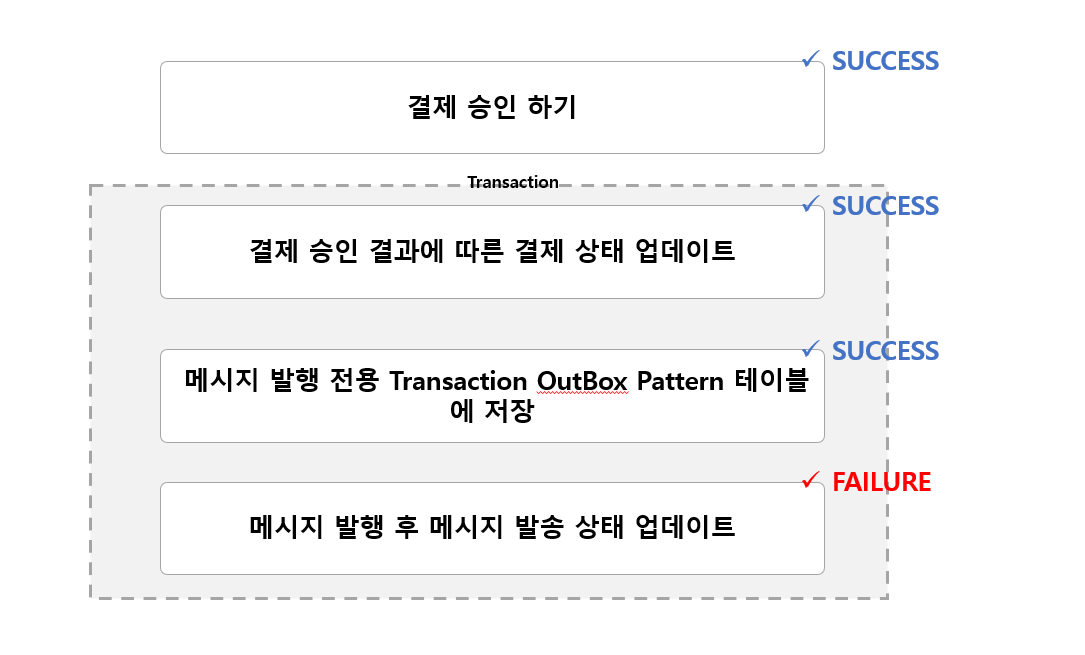 SUCCESS
결제 승인 하기
Transaction
SUCCESS
결제 승인 결과에 따른 결제 상태 업데이트
SUCCESS
메시지 발행 전용 Transaction OutBox Pattern 테이블
에 저장
FAILURE
메시지 발행 후 메시지 발송 상태 업데이트